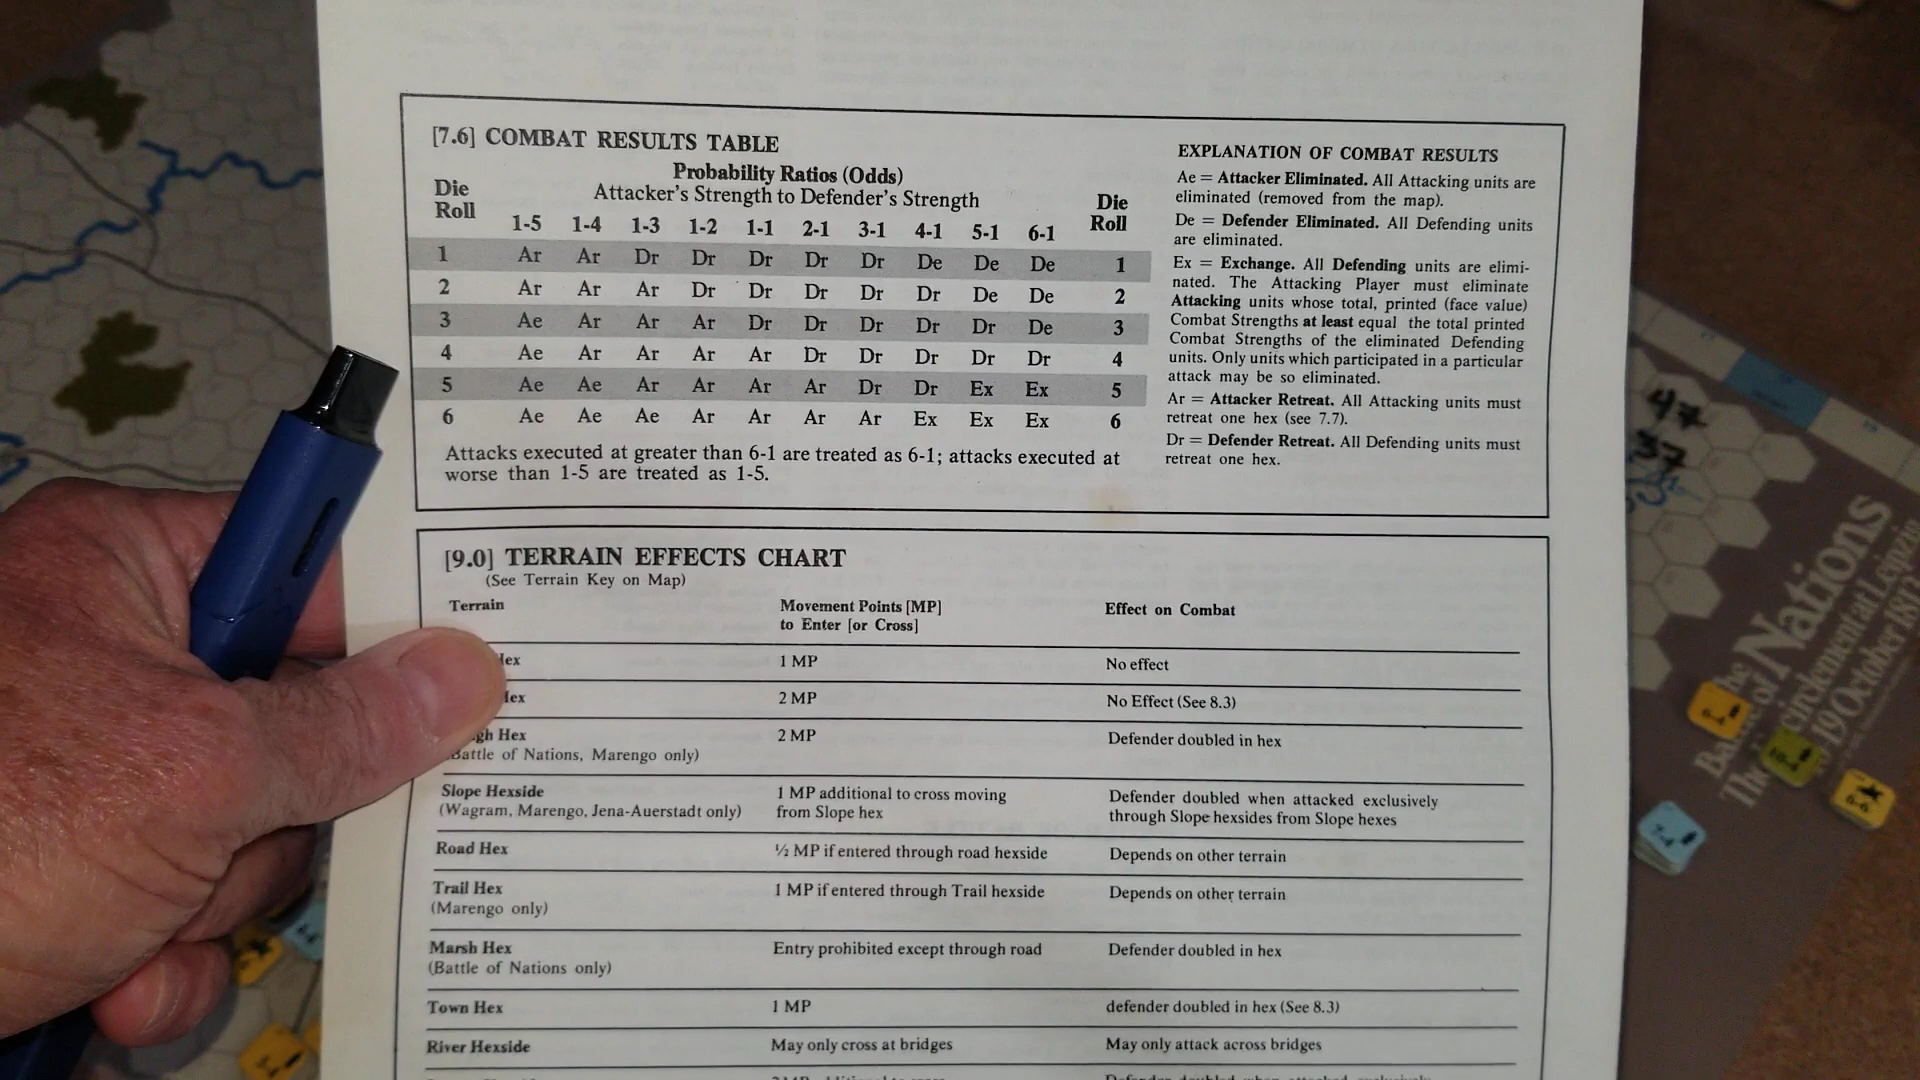 [7.6] COMBAT RESULTS TABLE
Probability Ratios (Odds)
Attacker's Strength to Defender's Strength
Die Roll 1-5 1-4 1-3 1-2 1-1 2-1 3-1 4-1 5-1 6-1 Die Roll
1 Ar Ar Dr Dr Dr Dr Dr De De De 1
2 Ar Ar Ar Dr Dr Dr Dr Dr De De 2
3 Ae Ar Ar Ar Dr Dr Dr Dr Dr De 3
4 Ae Ar Ar Ar Ar Dr Dr Dr Dr Dr 4
5 Ae Ae Ar Ar Ar Ar Dr Dr Ex Ex 5
6 Ae Ae Ae Ar Ar Ar Ar Ex Ex Ex 6
Attacks executed at greater than 6-1 are treated as 6-1; attacks executed at
worse than 1-5 are treated as 1-5.
EXPLANATION OF COMBAT RESULTS
Ae = Attacker Eliminated. All Attacking units are
eliminated (removed from the map).
De = Defender Eliminated. All Defending units
are eliminated.
Ex = Exchange. All Defending units are elimi-
nated. The Attacking Player must eliminate
Attacking units whose total, printed (face value)
Combat Strengths at least equal the total printed
Combat Strengths of the eliminated Defending
units. Only units which participated in a particular
attack may be so eliminated.
Ar = Attacker Retreat. All Attacking units must
retreat one hex (see 7.7).
Dr = Defender Retreat. All Defending units must
retreat one hex.
[9.0] TERRAIN EFFECTS CHART
(See Terrain Key on Map)
Terrain
Movement Points [MP]
to Enter [or Cross]
Effect on Combat
1 MP
No effect
2 MP
No Effect (See 8.3)
Hex
Battle of Nations, Marengo only)
2 MP
Defender doubled in hex
Slope Hexside
(Wagram, Marengo, Jena-Auerstadt only)
1 MP additional to cross moving
from Slope hex
Defender doubled when attacked exclusively
through Slope hexsides from Slope hexes
Road Hex
½ MP if entered through road hexside
Depends on other terrain
Trail Hex
(Marengo only)
1 MP if entered through Trail hexside
Depends on other terrain
Marsh Hex
(Battle of Nations only)
Entry prohibited except through road
Defender doubled in hex
Town Hex
1 MP
defender doubled in hex (See 8.3)
River Hexside
May only cross at bridges
May only attack across bridges
47
37
The
of Nations
The
at Leipzig
19 October